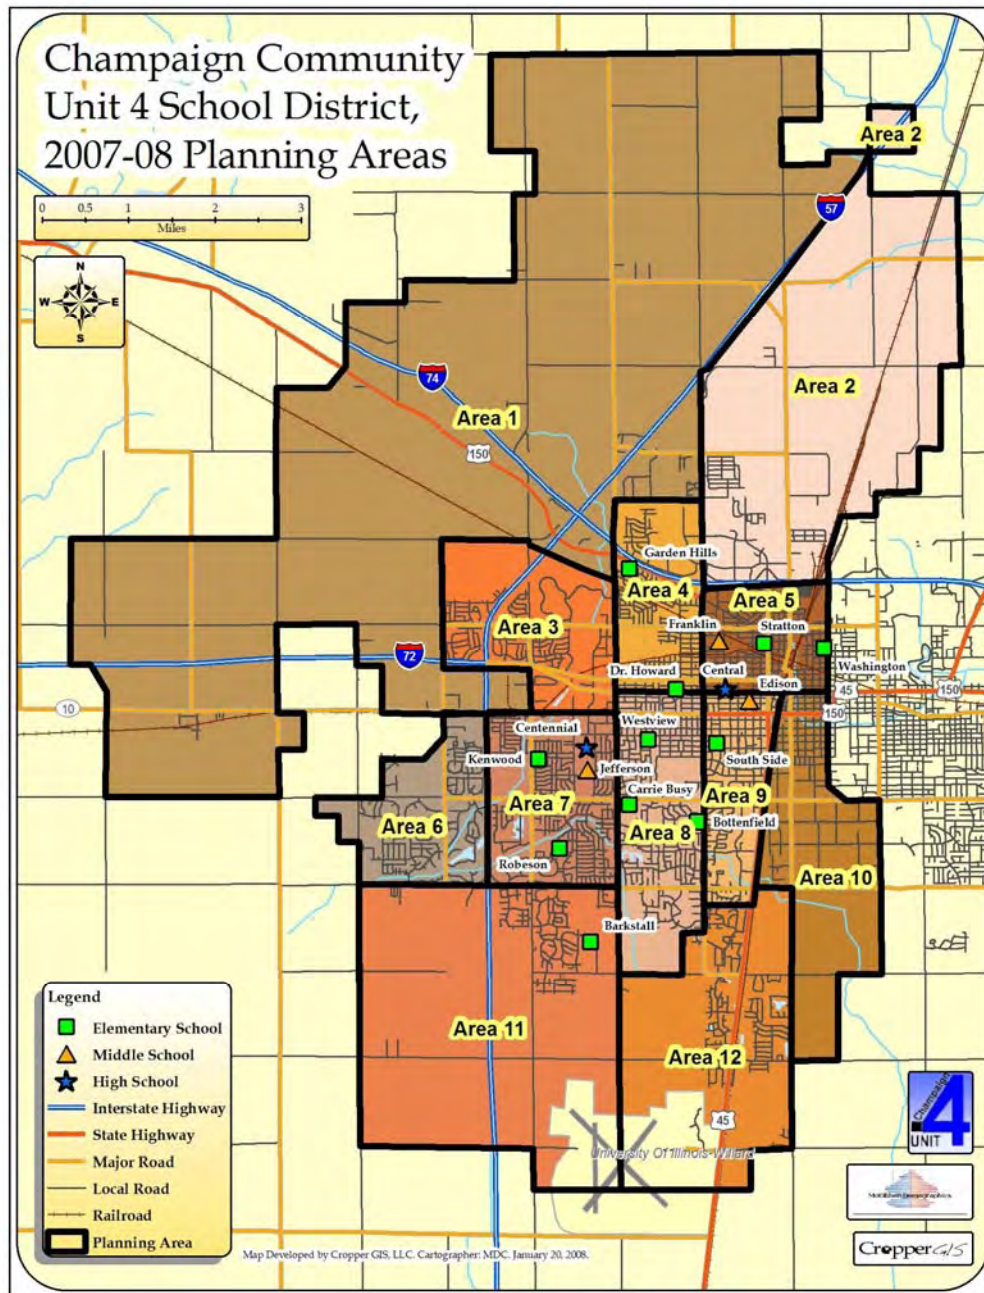 Champaign Community
Unit 4 School District,
2007-08 Planning Areas
0 0.5 1 2 3
Miles
N
W E
S
Area 2
57
Area 2
74
Area 1
150
Garden Hills
Area 4
Area 5
Franklin
Stratton
Area 3
Washington
72
Dr. Howard
Central
Edison
45
150
10
150
Westview
Centennial
South Side
Kenwood
Jefferson
Carrie Busy
Area 7
Area 9
Area 6
Area 8
Bottenfield
Robeson
Area 10
Barkstall
Area 11
Area 12
45
University Of Illinois-Willard
Legend
Elementary School
Middle School
High School
Interstate Highway
State Highway
Major Road
Local Road
Railroad
Planning Area
Champaign
4
UNIT
McKibben Demographics
Cropper GIS
Map Developed by Cropper GIS, LLC. Cartographer: MDC. January 20, 2008.